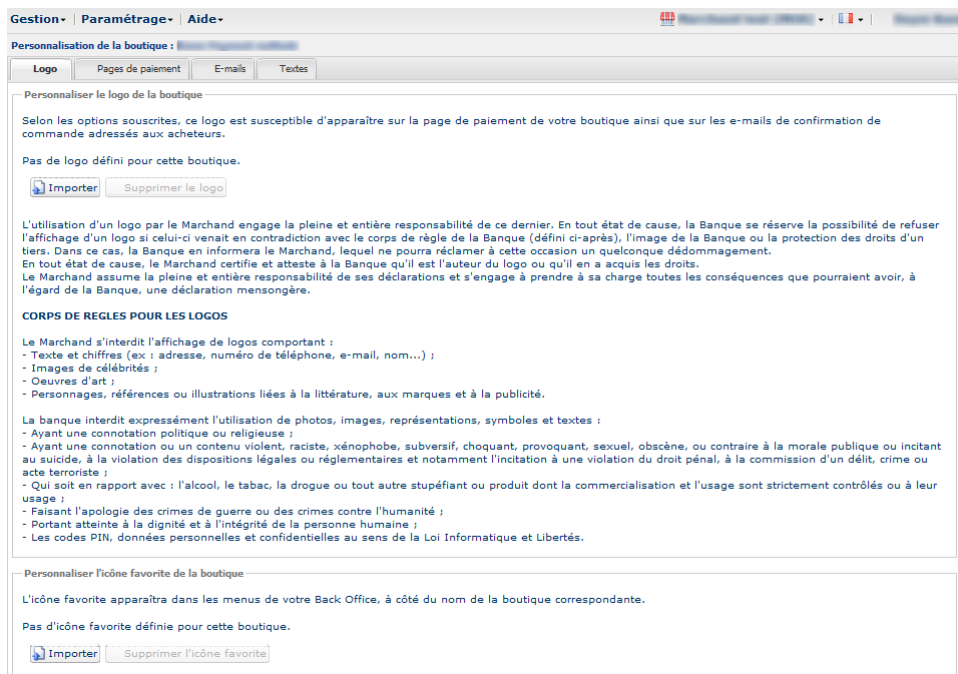 Gestion Paramétrage Aide
Personnalisation de la boutique :
Logo Pages de paiement E-mails Textes
Personnaliser le logo de la boutique
Selon les options souscrites, ce logo est susceptible d'apparaître sur la page de paiement de votre boutique ainsi que sur les e-mails de confirmation de
commande adressés aux acheteurs.
Pas de logo défini pour cette boutique.
Importer Supprimer le logo
L'utilisation d'un logo par le Marchand engage la pleine et entière responsabilité de ce dernier. En tout état de cause, la Banque se réserve la possibilité de refuser
l'affichage d'un logo si celui-ci venait en contradiction avec le corps de règle de la Banque (défini ci-après), l'image de la Banque ou la protection des droits d'un
tiers. Dans ce cas, la Banque en informera le Marchand, lequel ne pourra réclamer à cette occasion un quelconque dédommagement.
En tout état de cause, le Marchand certifie et atteste à la Banque qu'il est l'auteur du logo ou qu'il en a acquis les droits.
Le Marchand assume la pleine et entière responsabilité de ses déclarations et s'engage à prendre à sa charge toutes les conséquences que pourraient avoir, à
l'égard de la Banque, une déclaration mensongère.
CORPS DE REGLES POUR LES LOGOS
Le Marchand s'interdit l'affichage de logos comportant :
- Texte et chiffres (ex : adresse, numéro de téléphone, e-mail, nom...) ;
- Images de célébrités ;
- Oeuvres d'art ;
- Personnages, références ou illustrations liées à la littérature, aux marques et à la publicité.
La banque interdit expressément l'utilisation de photos, images, représentations, symboles et textes :
- Ayant une connotation politique ou religieuse ;
- Ayant une connotation ou un contenu violent, raciste, xénophobe, subversif, choquant, provoquant, sexuel, obscène, ou contraire à la morale publique ou incitant
au suicide, à la violation des dispositions légales ou réglementaires et notamment l'incitation à une violation du droit pénal, à la commission d'un délit, crime ou
acte terroriste ;
- Qui soit en rapport avec : l'alcool, le tabac, la drogue ou tout autre stupéfiant ou produit dont la commercialisation et l'usage sont strictement contrôlés ou à leur
usage ;
- Faisant l'apologie des crimes de guerre ou des crimes contre l'humanité ;
- Portant atteinte à la dignité et à l'intégrité de la personne humaine ;
- Les codes PIN, données personnelles et confidentielles au sens de la Loi Informatique et Libertés.
Personnaliser l'icône favorite de la boutique
L'icône favorite apparaîtra dans les menus de votre Back Office, à côté du nom de la boutique correspondante.
Pas d'icône favorite définie pour cette boutique.
Importer Supprimer l'icône favorite